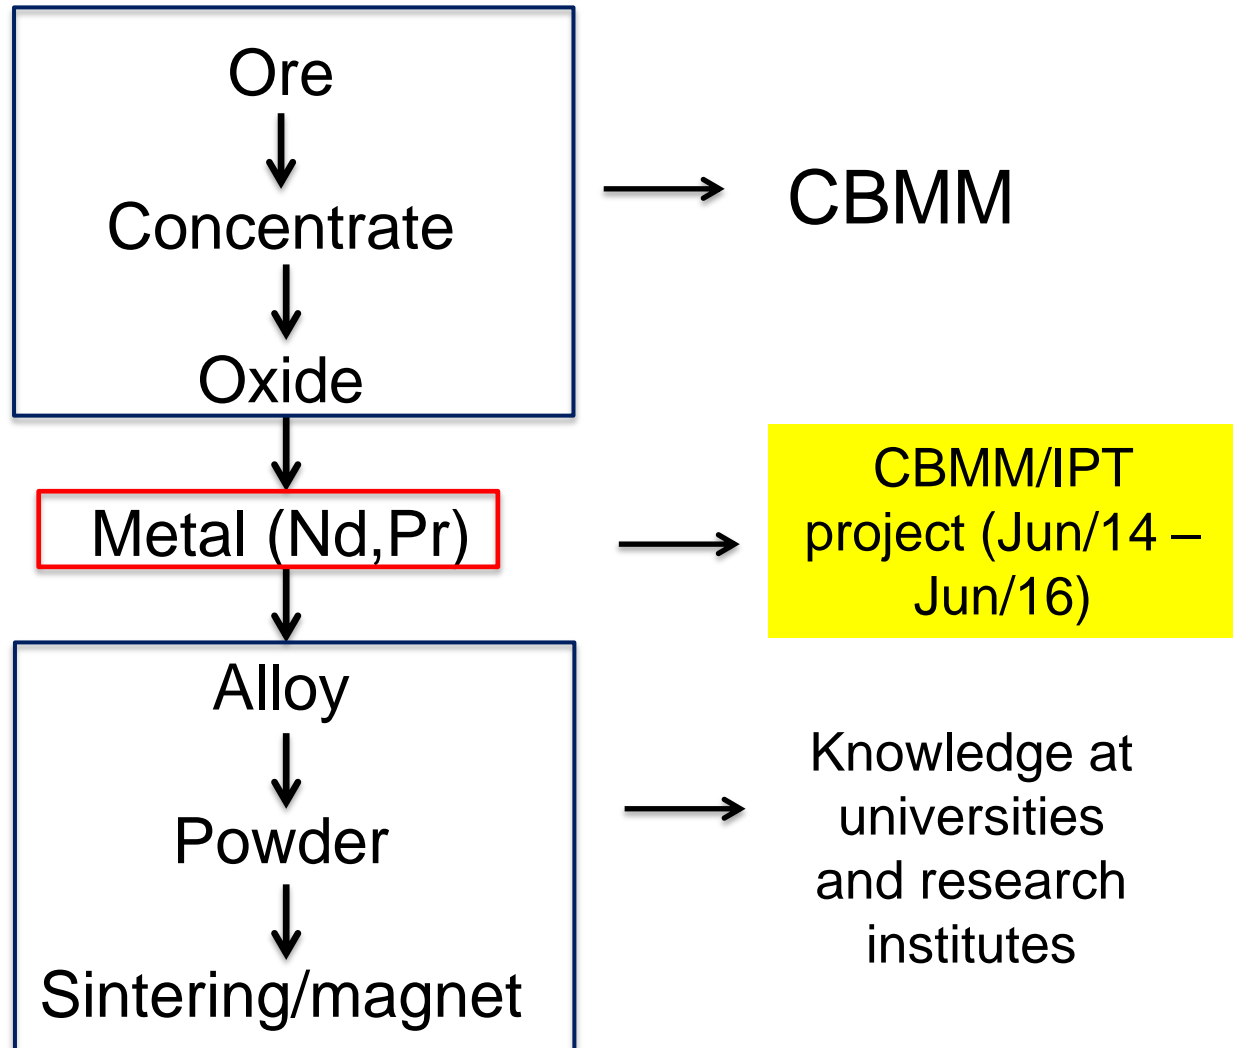 Ore
Concentrate
Oxide
CBMM
Metal (Nd,Pr)
CBMM/IPT
project (Jun/14 –
Jun/16)
Alloy
Powder
Sintering/magnet
Knowledge at
universities
and research
institutes